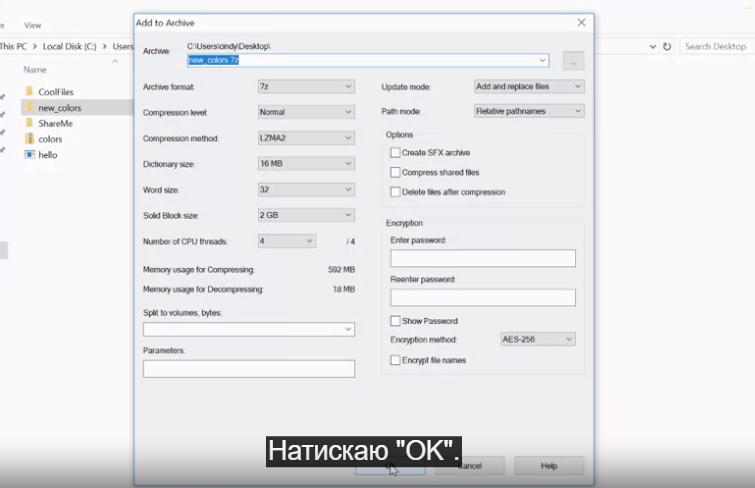 View
Add to Archive
This PC > Local Disk (C:) > Users
Search Desktop
Name
CoolFiles
new_colors
ShareMe
colors
hello
Archive:
C:\Users\cindy\Desktop\
new_colors 7z
...
Archive format:
7z
Compression level:
Normal
Compression method:
LZMA2
Dictionary size:
16 MB
Word size:
32
Solid Block size:
2 GB
Number of CPU threads:
4
/ 4
Memory usage for Compressing:
592 MB
Memory usage for Decompressing:
18 MB
Split to volumes, bytes:
Parameters:
Update mode:
Add and replace files
Path mode:
Relative pathnames
Options
Create SFX archive
Compress shared files
Delete files after compression
Encryption
Enter password:
Reenter password:
Show Password
Encryption method:
AES-256
Encrypt file names
Натискаю "OK".
Cancel
Help